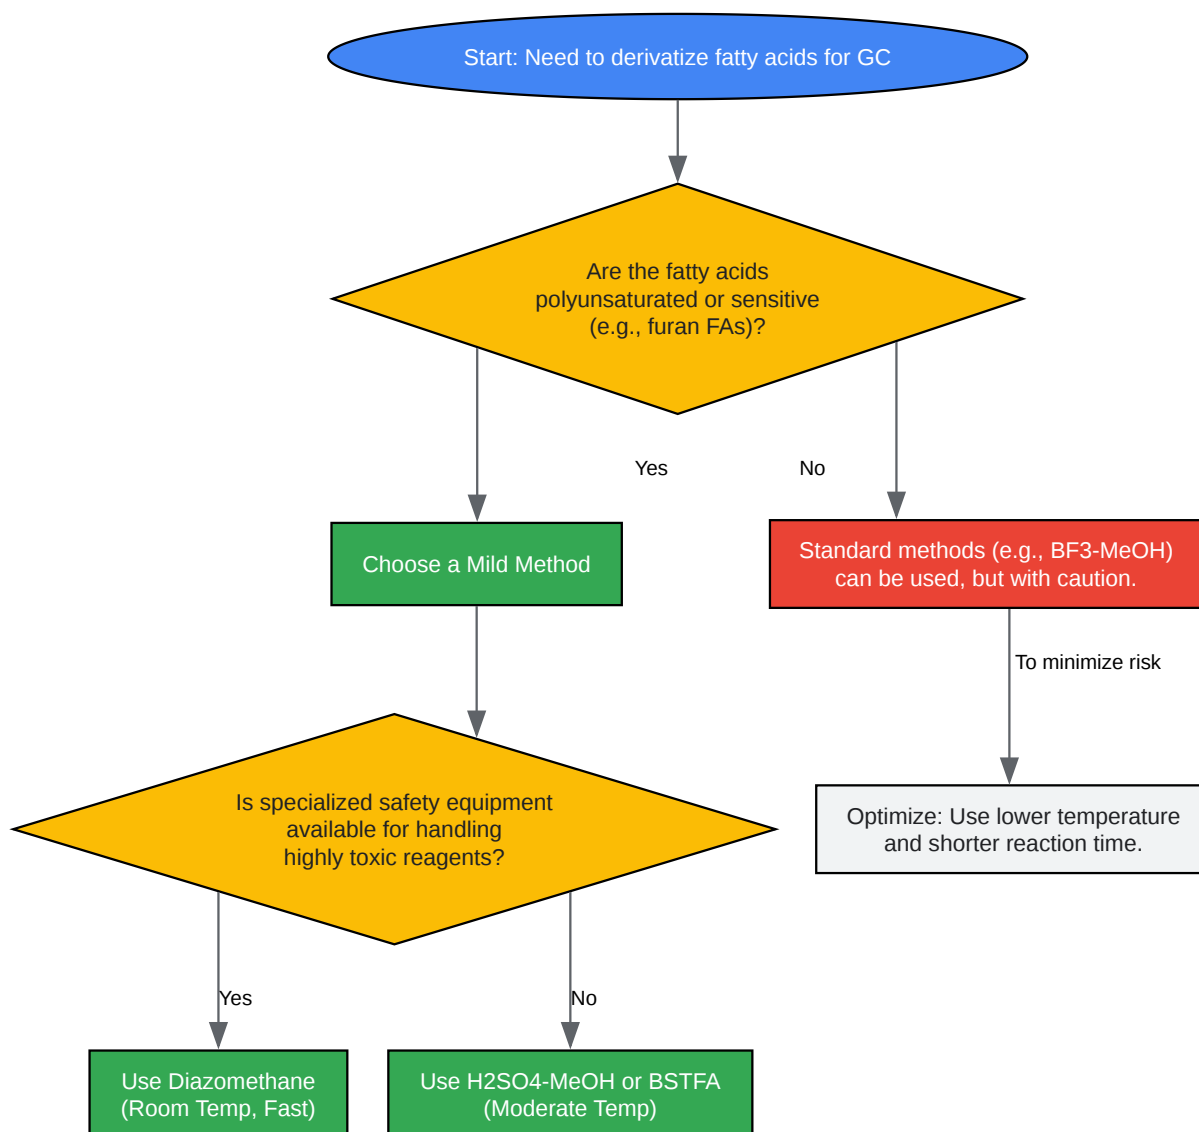 Start: Need to derivatize fatty acids for GC
Are the fatty acids
polyunsaturated or sensitive
(e.g., furan FAs)?
Yes
No
Choose a Mild Method
Standard methods (e.g., BF3-MeOH)
can be used, but with caution.
To minimize risk
Is specialized safety equipment
available for handling
highly toxic reagents?
Optimize: Use lower temperature
and shorter reaction time.
Yes
No
Use Diazomethane
(Room Temp, Fast)
Use H2SO4-MeOH or BSTFA
(Moderate Temp)